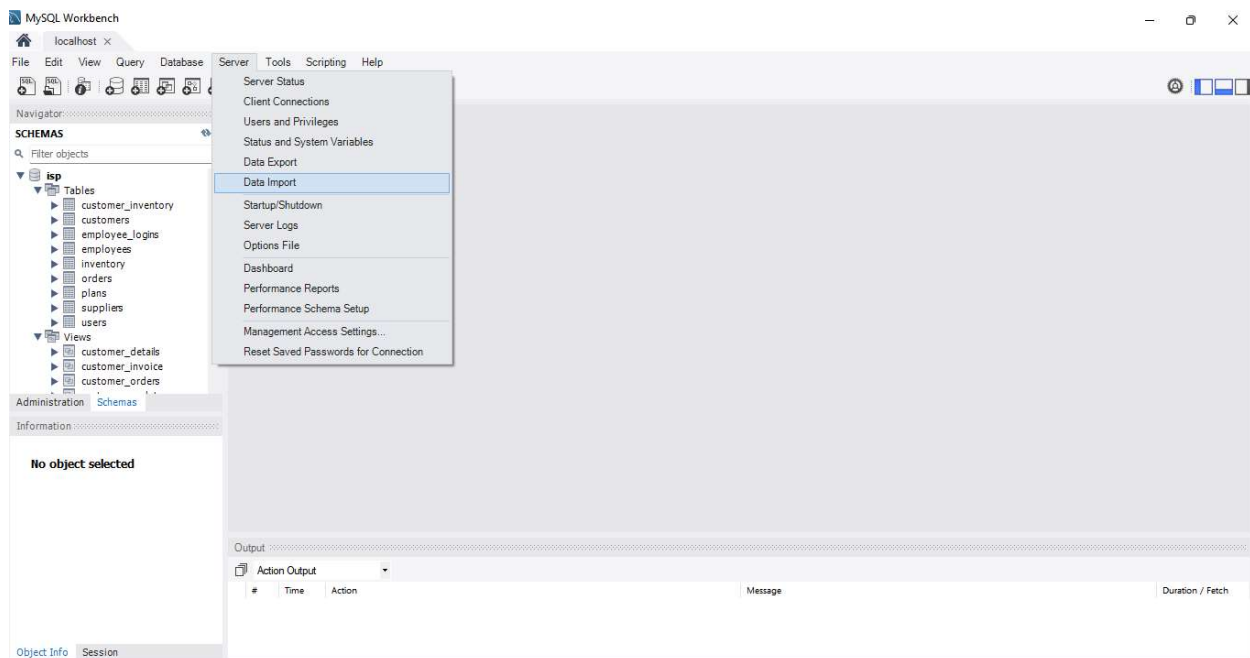 MySQL Workbench
localhost
File Edit View Query Database Server Tools Scripting Help
Navigator
SCHEMAS
Filter objects
isp
Tables
customer_inventory
customers
employee_logins
employees
inventory
orders
plans
suppliers
users
Views
customer_details
customer_invoice
customer_orders
Administration Schemas
Information
No object selected
Object Info Session
Server Status
Client Connections
Users and Privileges
Status and System Variables
Data Export
Data Import
Startup/Shutdown
Server Logs
Options File
Dashboard
Performance Reports
Performance Schema Setup
Management Access Settings...
Reset Saved Passwords for Connection
Output
Action Output
# Time Action Message Duration / Fetch